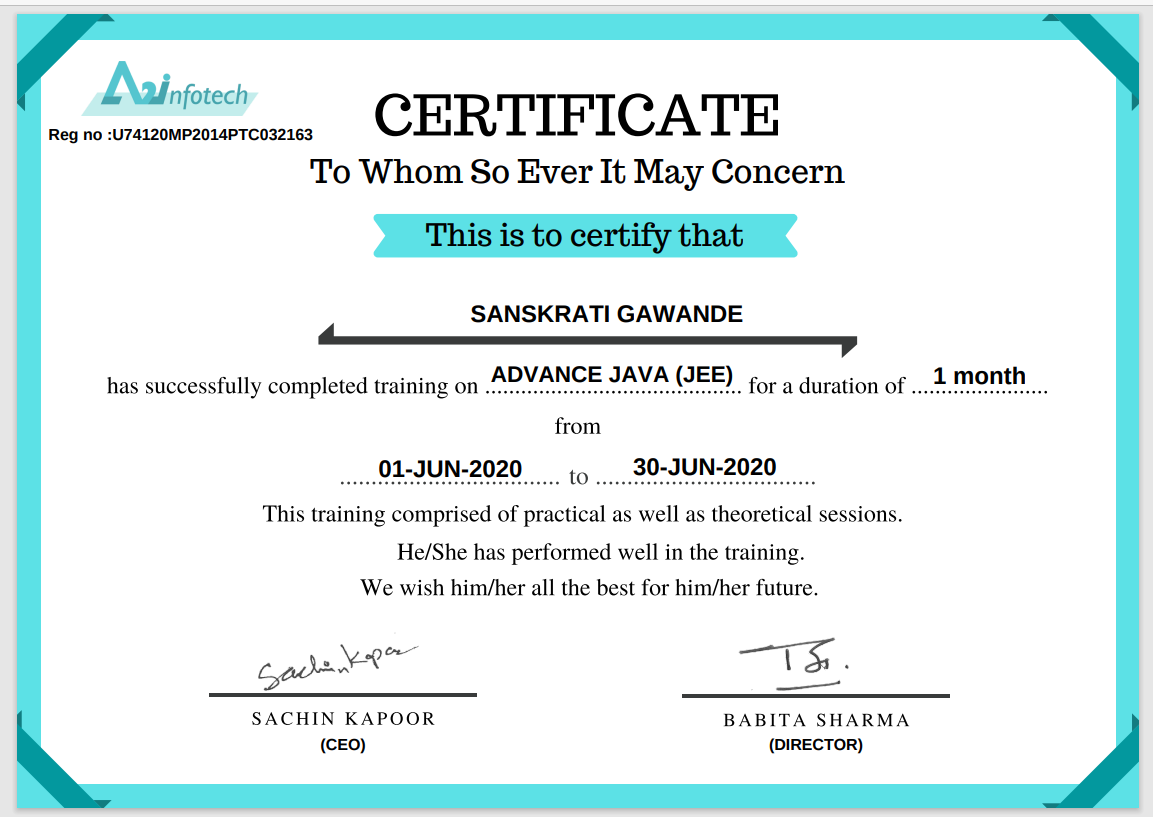 A2infotech
Reg no :U74120MP2014PTC032163
CERTIFICATE
To Whom So Ever It May Concern
This is to certify that
SANSKRATI GAWANDE
has successfully completed training on ADVANCE JAVA (JEE) for a duration of 1 month
from
01-JUN-2020 to 30-JUN-2020
This training comprised of practical as well as theoretical sessions.
He/She has performed well in the training.
We wish him/her all the best for him/her future.
Sachin Kapoor
SACHIN KAPOOR BABITA SHARMA
(CEO) (DIRECTOR)